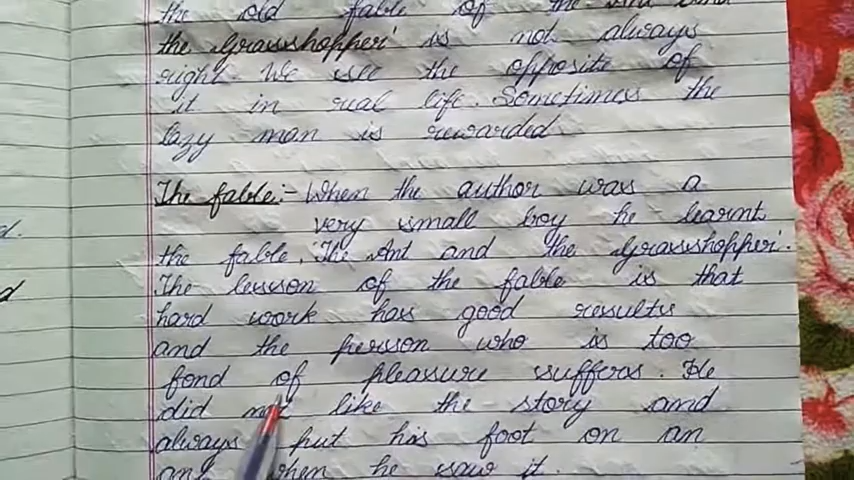 the old fable of the Ant and
the Grasshopper' is not always
right. We see the opposite of
it in real life. Sometimes the
lazy man is rewarded
The fable:- When the author was a
very small boy he learnt
the fable. 'The Ant and the Grasshopper'.
The lesson of the fable is that
hard work has good results
and the person who is too
fond of pleasure suffers. He
did not like the story and
always put his foot on an
ant when he saw it.
d.
d